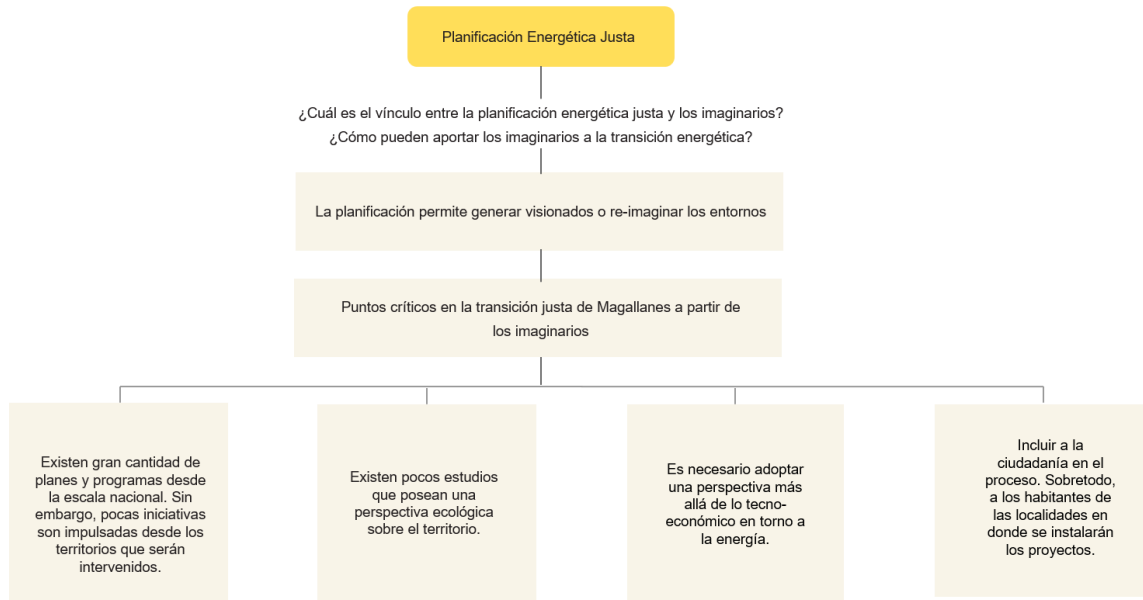 Planificación Energética Justa
¿Cuál es el vínculo entre la planificación energética justa y los imaginarios?
¿Cómo pueden aportar los imaginarios a la transición energética?
La planificación permite generar visionados o re-imaginar los entornos
Puntos críticos en la transición justa de Magallanes a partir de
los imaginarios
Existen gran cantidad de
planes y programas desde
la escala nacional. Sin
embargo, pocas iniciativas
son impulsadas desde los
territorios que serán
intervenidos.
Existen pocos estudios
que posean una
perspectiva ecológica
sobre el territorio.
Es necesario adoptar
una perspectiva más
allá de lo tecno-
económico en torno a
la energía.
Incluir a la
ciudadanía en el
proceso. Sobretodo,
a los habitantes de
las localidades en
donde se instalarán
los proyectos.